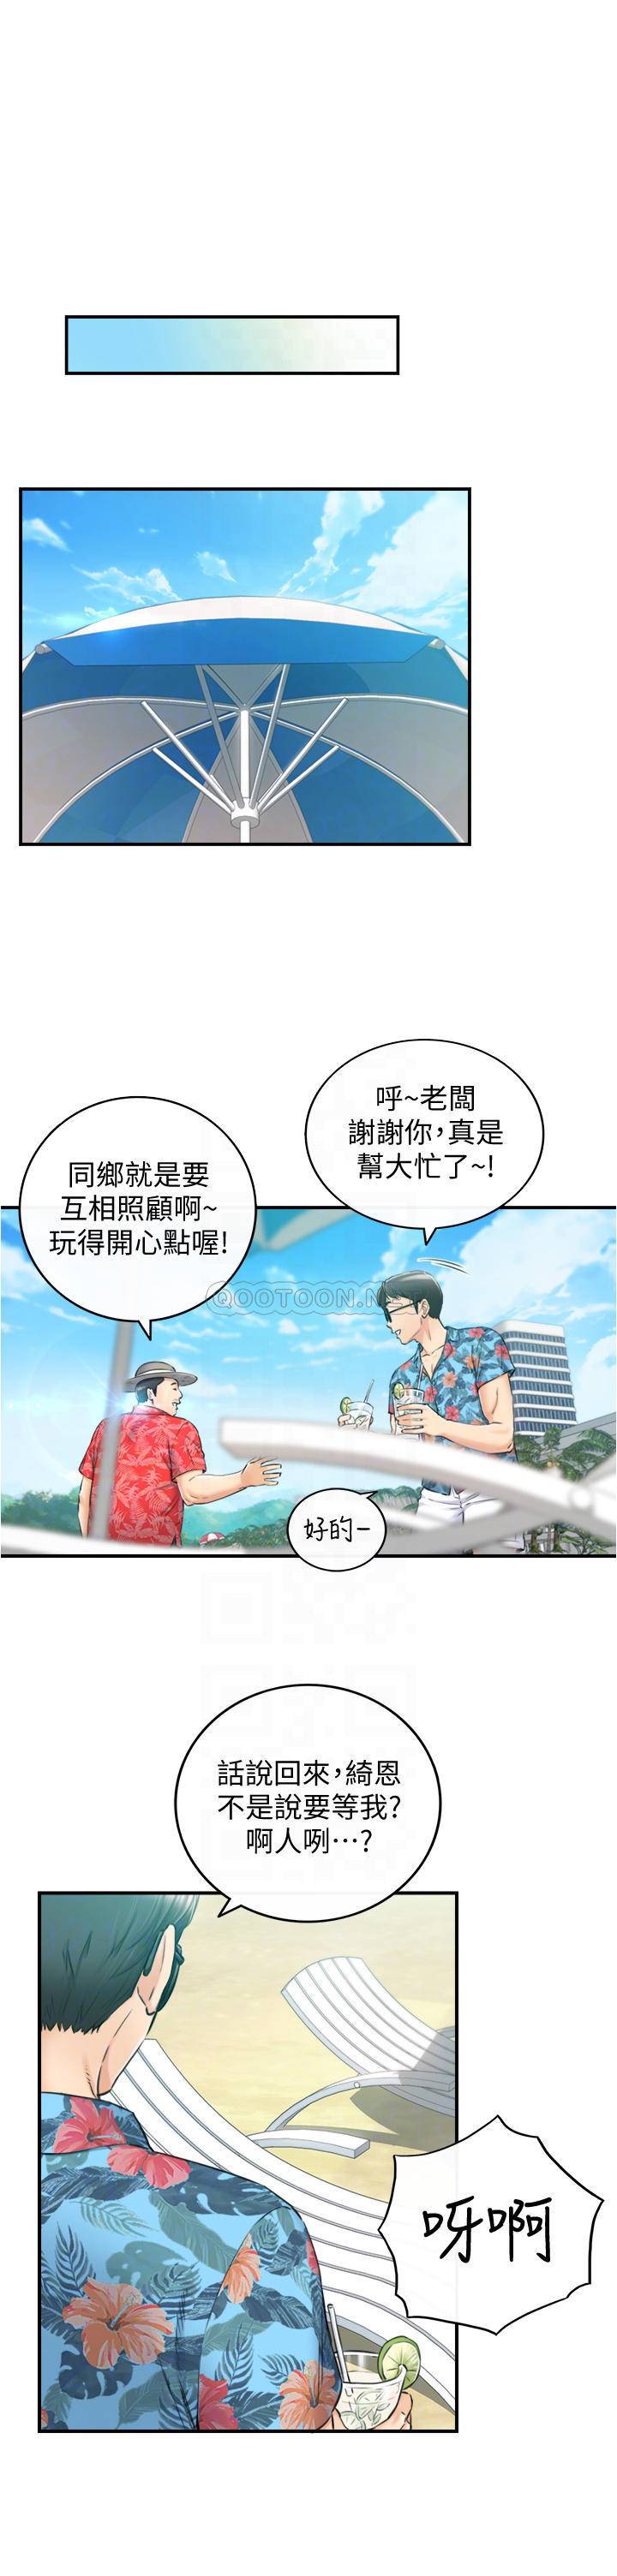 呼~老闆
謝謝你,真是
幫大忙了~!
同鄉就是要
互相照顧啊~
玩得開心點喔!
QOOTOON.N
好的-
話說回來,綺恩
不是說要等我?
啊人咧…?
呀啊